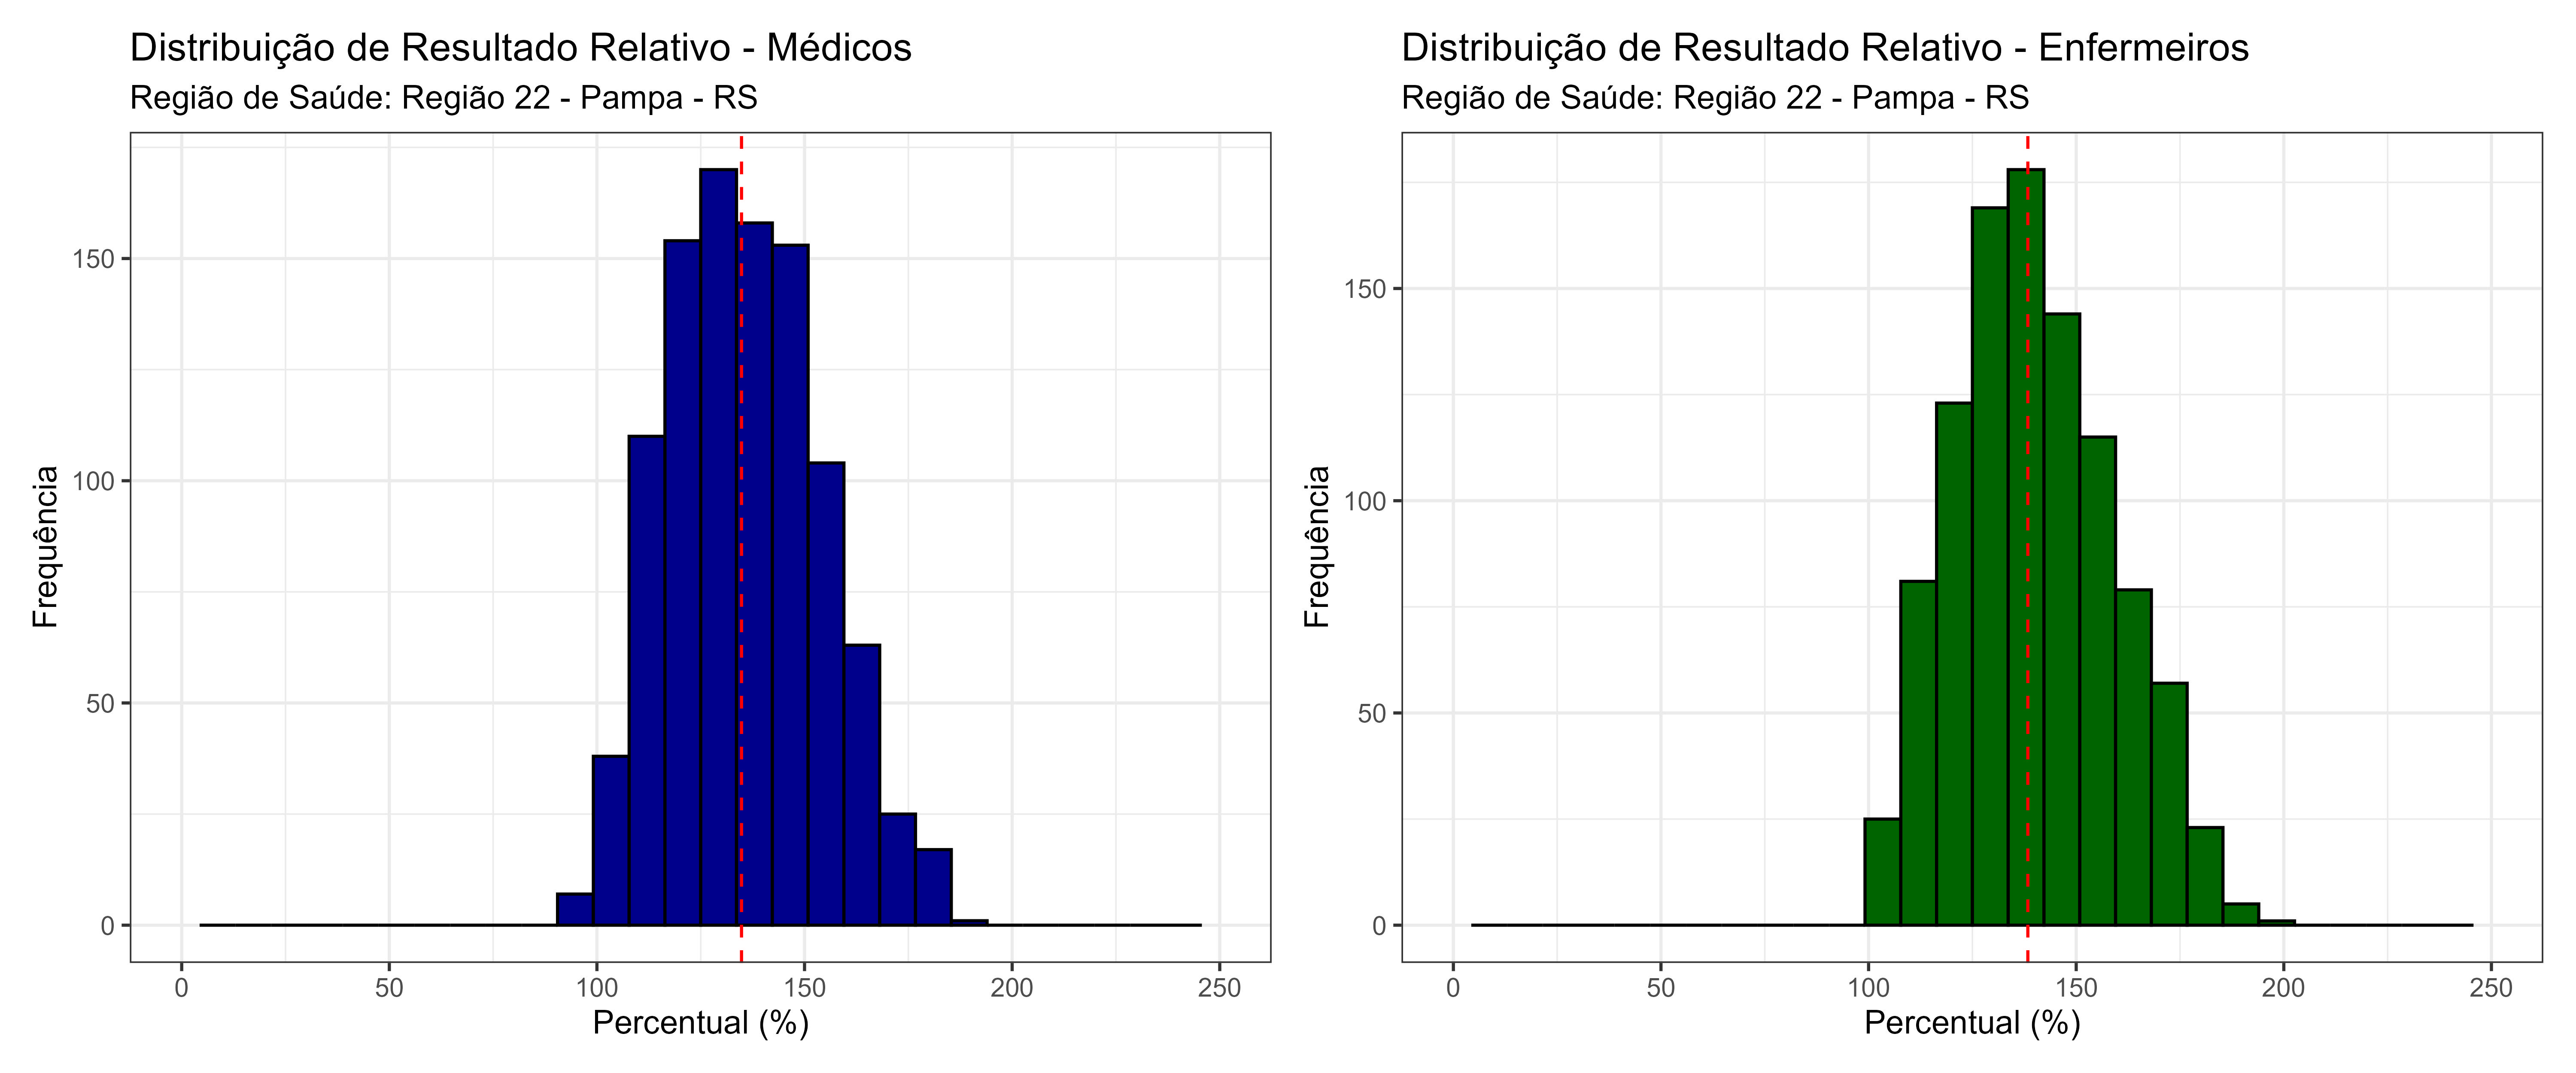 Distribuição de Resultado Relativo - Médicos
Região de Saúde: Região 22 - Pampa - RS
Frequência
150
100
50
0
0 50 100 150 200 250
Percentual (%)
Distribuição de Resultado Relativo - Enfermeiros
Região de Saúde: Região 22 - Pampa - RS
Frequência
150
100
50
0
0 50 100 150 200 250
Percentual (%)